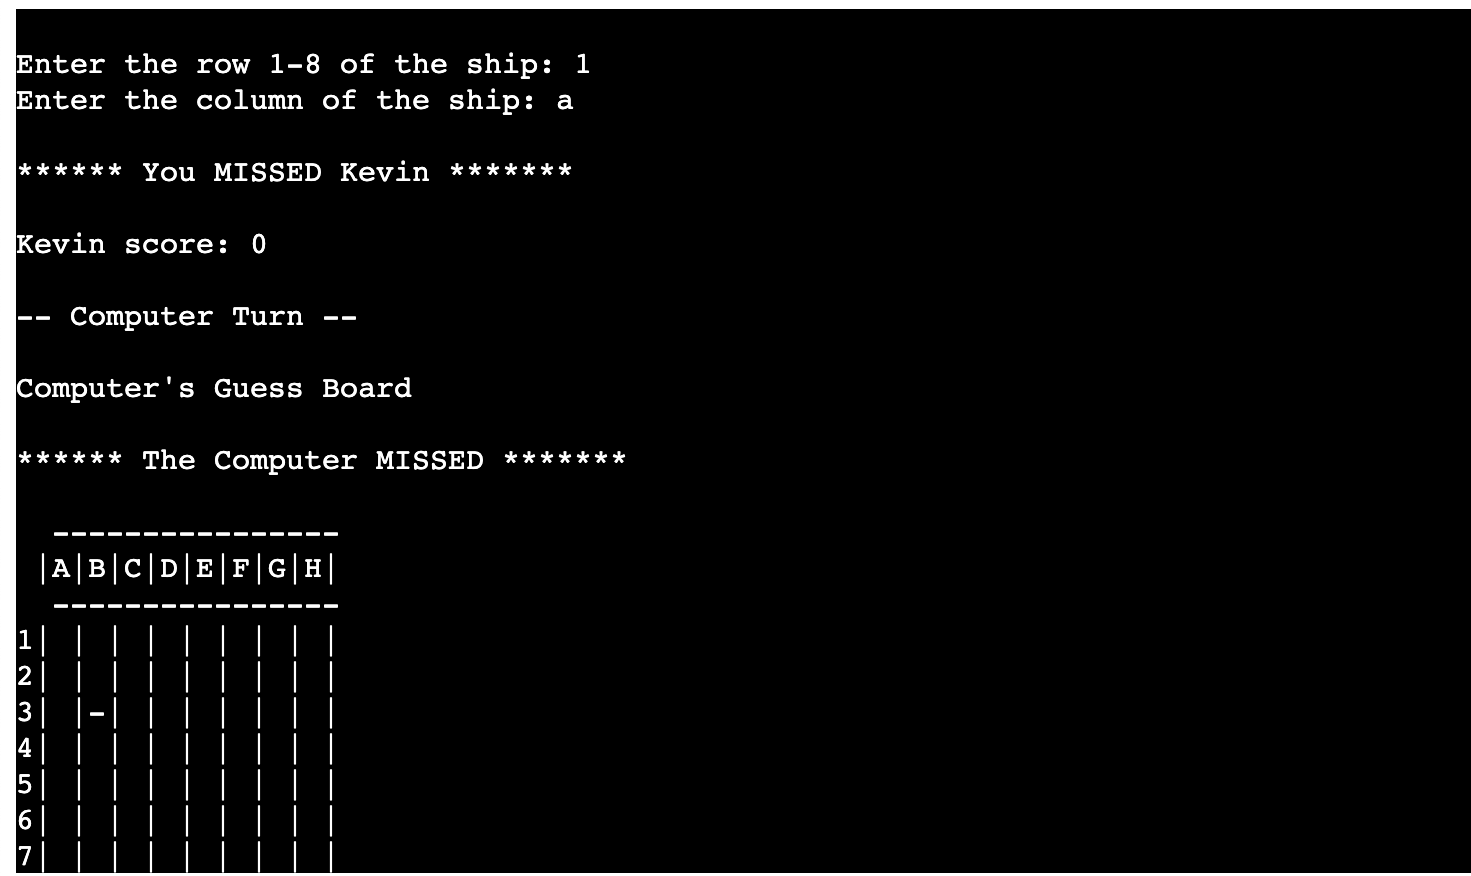 Enter the row 1-8 of the ship: 1
Enter the column of the ship: a
****** You MISSED Kevin *******
Kevin score: 0
-- Computer Turn --
Computer's Guess Board
****** The Computer MISSED *******
  ----------------
 |A|B|C|D|E|F|G|H|
  ----------------
1| | | | | | | | |
2| | | | | | | | |
3| |-| | | | | | |
4| | | | | | | | |
5| | | | | | | | |
6| | | | | | | | |
7| | | | | | | | |